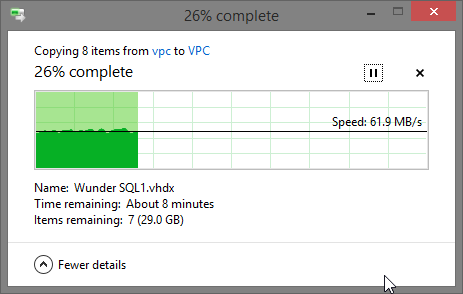 26% complete
Copying 8 items from vpc to VPC
26% complete
Speed: 61.9 MB/s
Name: Wunder SQL1.vhdx
Time remaining: About 8 minutes
Items remaining: 7 (29.0 GB)
Fewer details